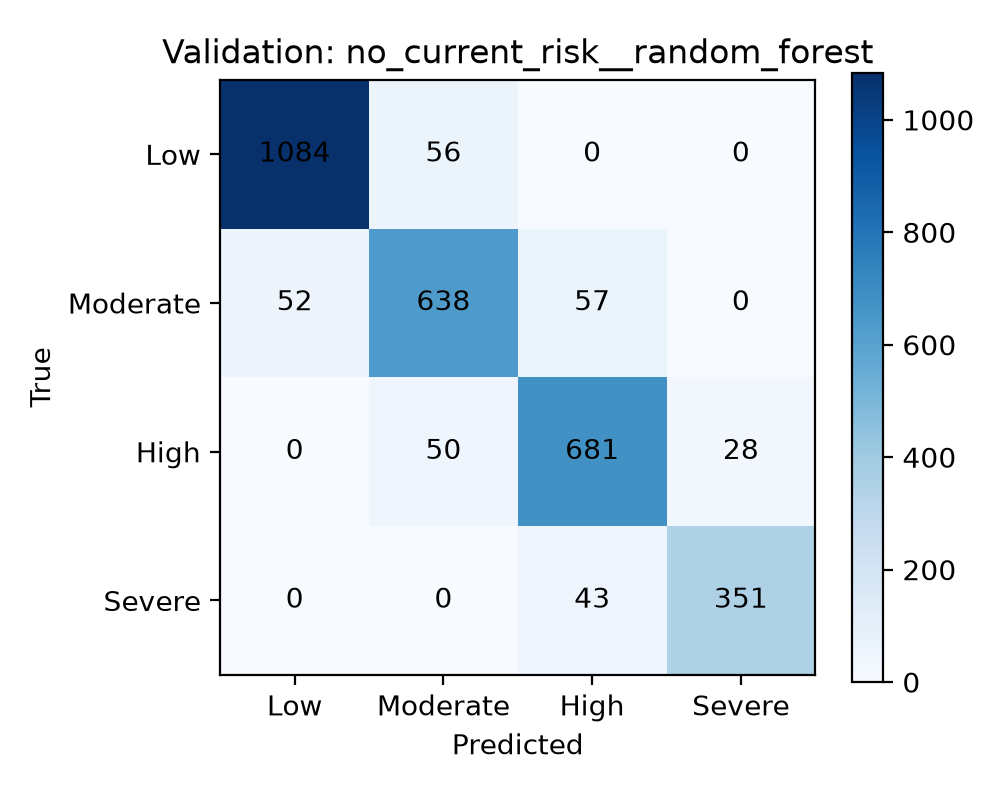 Validation: no_current_risk__random_forest
Low 1084 56 0 0
Moderate 52 638 57 0
High 0 50 681 28
Severe 0 0 43 351
Low Moderate High Severe
Predicted
True
1000
800
600
400
200
0